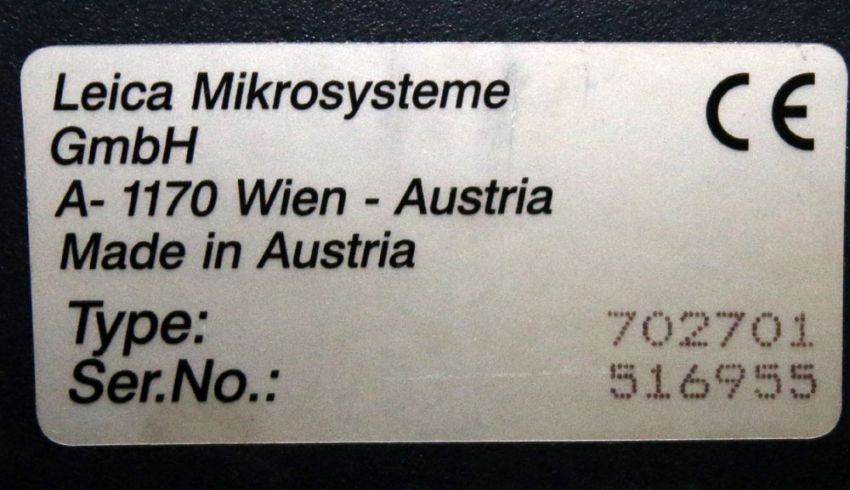 Leica Mikrosysteme
GmbH
CE
A- 1170 Wien - Austria
Made in Austria
Type: 702701
Ser.No.: 516955